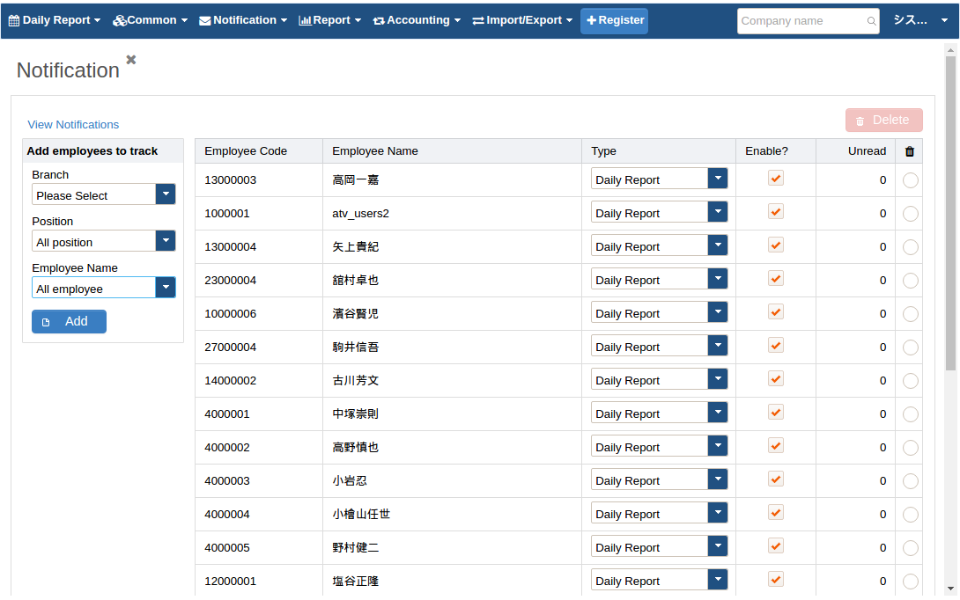 Daily Report Common Notification Report Accounting Import/Export Register Company name シス...
Notification
View Notifications
Delete
Add employees to track
Branch
Please Select
Position
All position
Employee Name
All employee
Add
Employee Code Employee Name Type Enable? Unread
13000003 高岡一嘉 Daily Report 0
1000001 atv_users2 Daily Report 0
13000004 矢上貴紀 Daily Report 0
23000004 舘村卓也 Daily Report 0
10000006 濱谷賢児 Daily Report 0
27000004 駒井信吾 Daily Report 0
14000002 古川芳文 Daily Report 0
4000001 中塚崇則 Daily Report 0
4000002 高野慎也 Daily Report 0
4000003 小岩忍 Daily Report 0
4000004 小檜山任世 Daily Report 0
4000005 野村健二 Daily Report 0
12000001 塩谷正隆 Daily Report 0